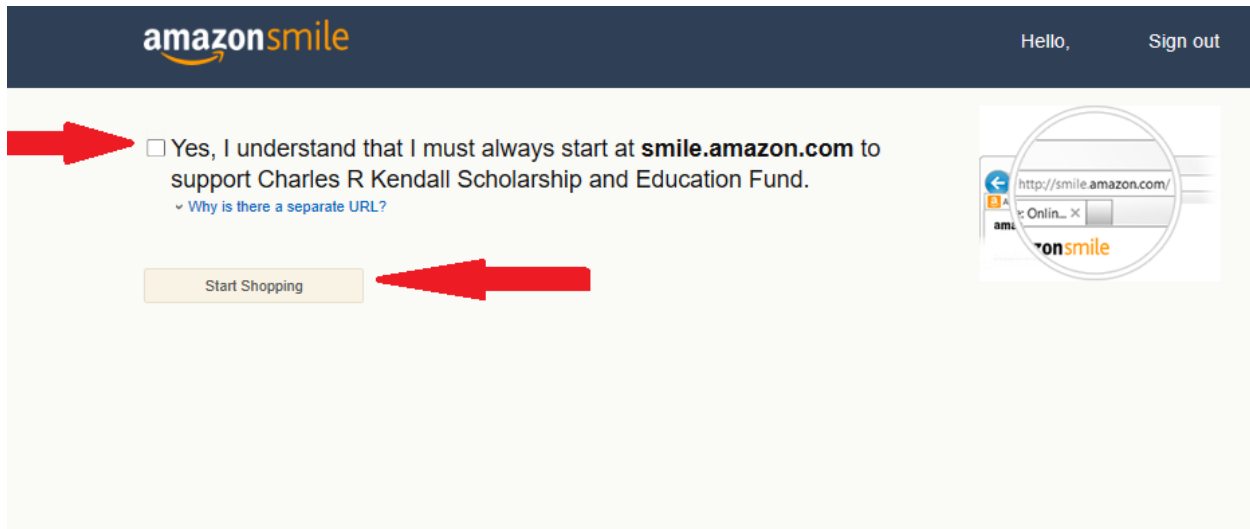 amazonsmile
Hello,
Sign out
Yes, I understand that I must always start at smile.amazon.com to
support Charles R Kendall Scholarship and Education Fund.
Why is there a separate URL?
Start Shopping
http://smile.amazon.com/
Onlin...
onsmile